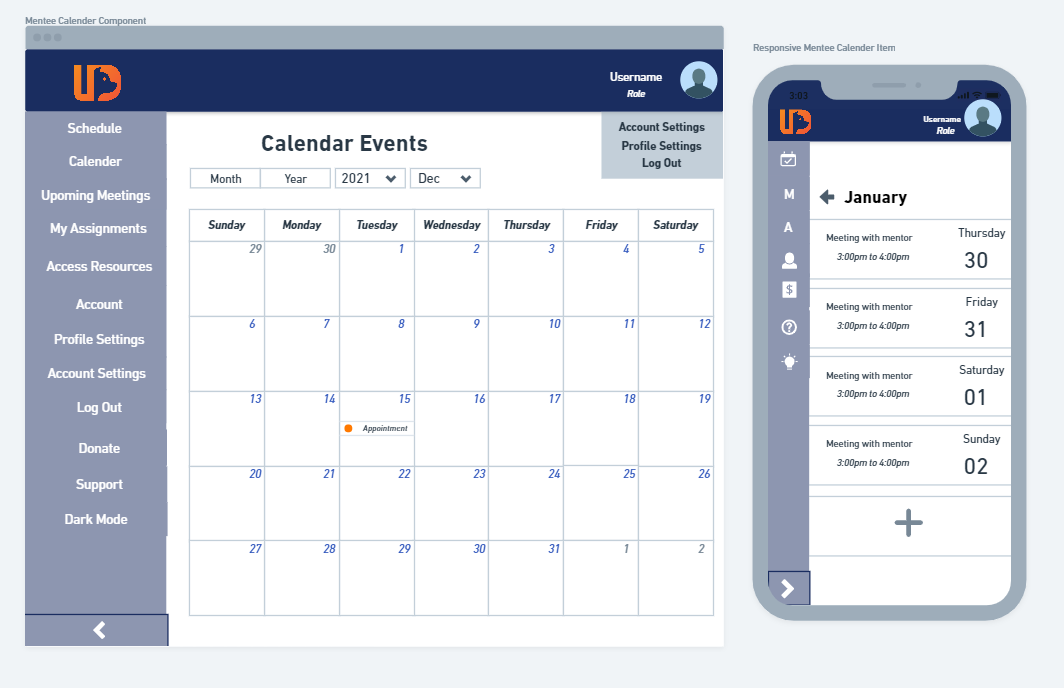 Mentee Calender Component
UD
Username
Role
Account Settings
Profile Settings
Log Out
Schedule
Calender
Upoming Meetings
My Assignments
Access Resources
Account
Profile Settings
Account Settings
Log Out
Donate
Support
Dark Mode
Calendar Events
Month Year 2021 Dec
Sunday Monday Tuesday Wednesday Thursday Friday Saturday
29 30 1 2 3 4 5
6 7 8 9 10 11 12
13 14 15 16 17 18 19
Appointment
20 21 22 23 24 25 26
27 28 29 30 31 1 2
Responsive Mentee Calender Item
3:03
UD
Username
Role
M
A
$
?
January
Meeting with mentor Thursday
3:00pm to 4:00pm 30
Meeting with mentor Friday
3:00pm to 4:00pm 31
Meeting with mentor Saturday
3:00pm to 4:00pm 01
Meeting with mentor Sunday
3:00pm to 4:00pm 02